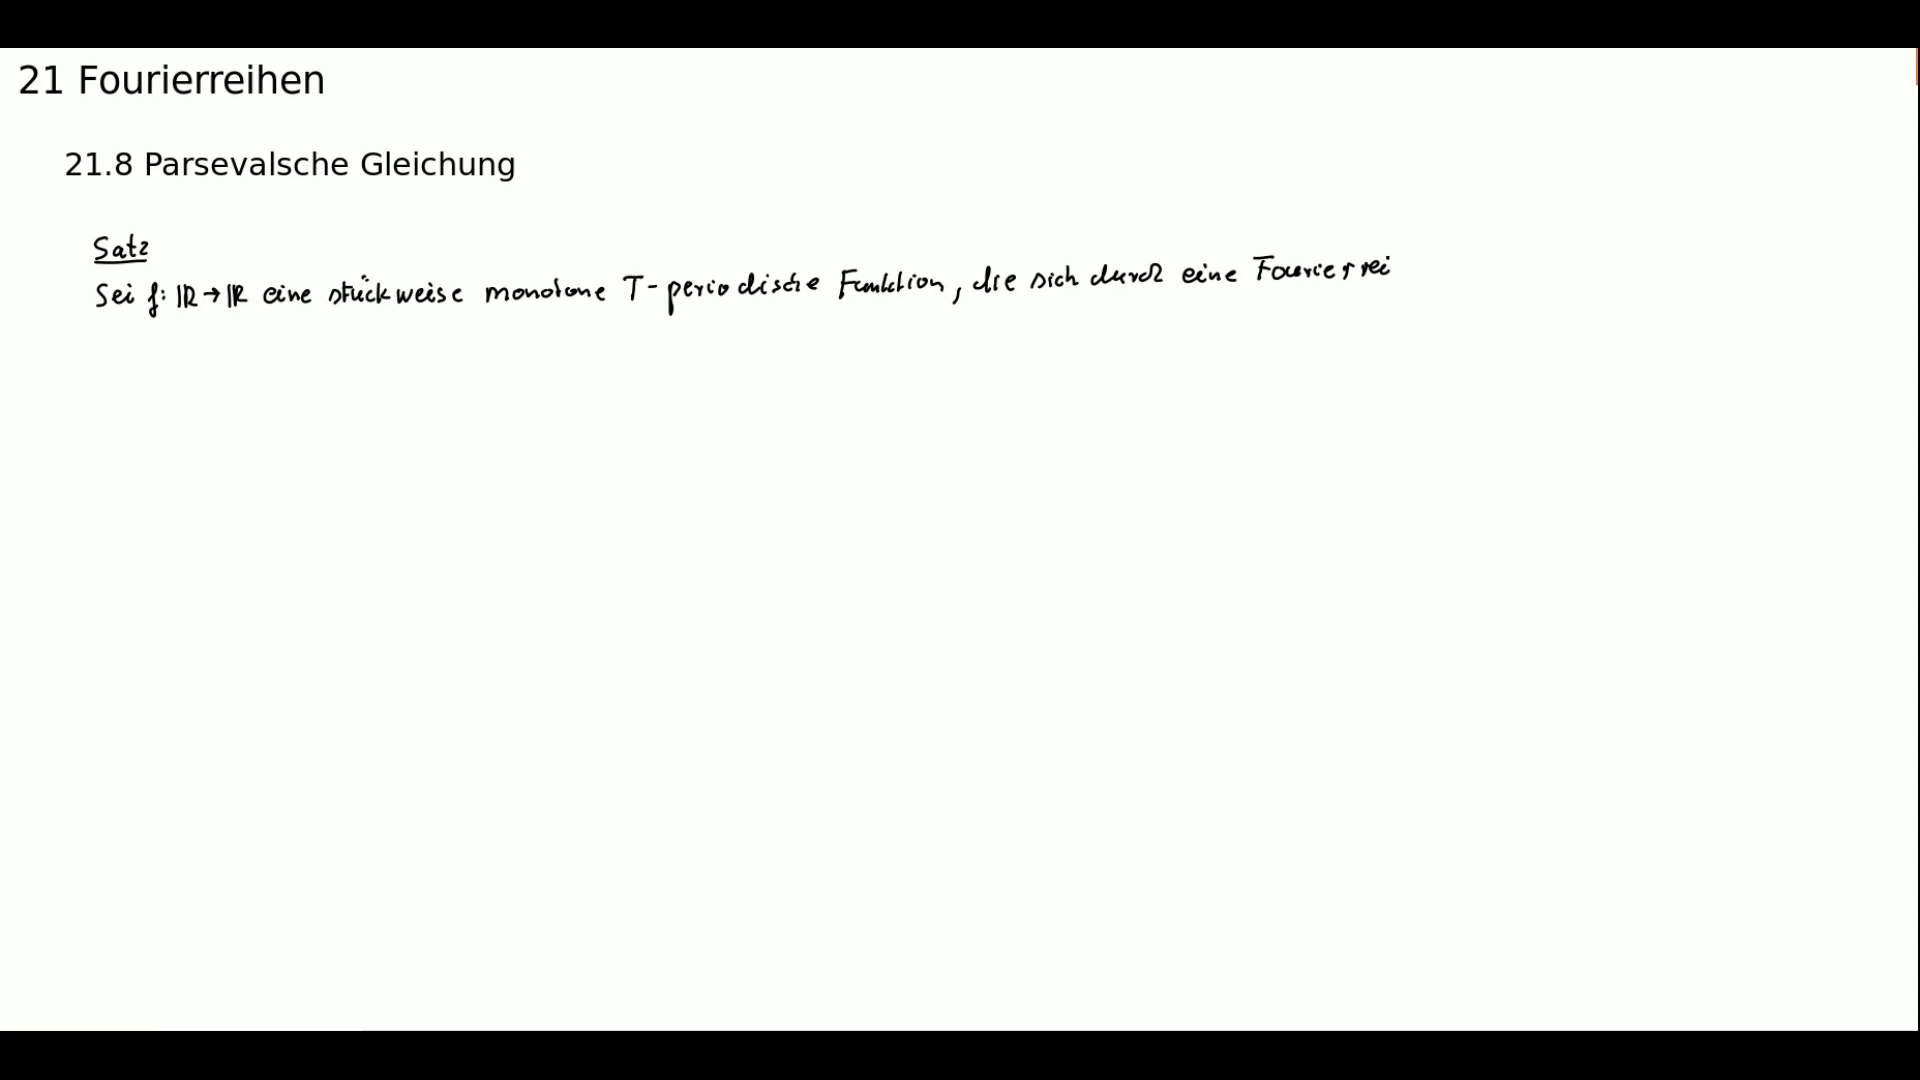 21 Fourierreihen
21.8 Parsevalsche Gleichung
Satz
Sei f: ℝ → ℝ eine stückweise monotone T-periodische Funktion, die sich durch eine Fourierrei